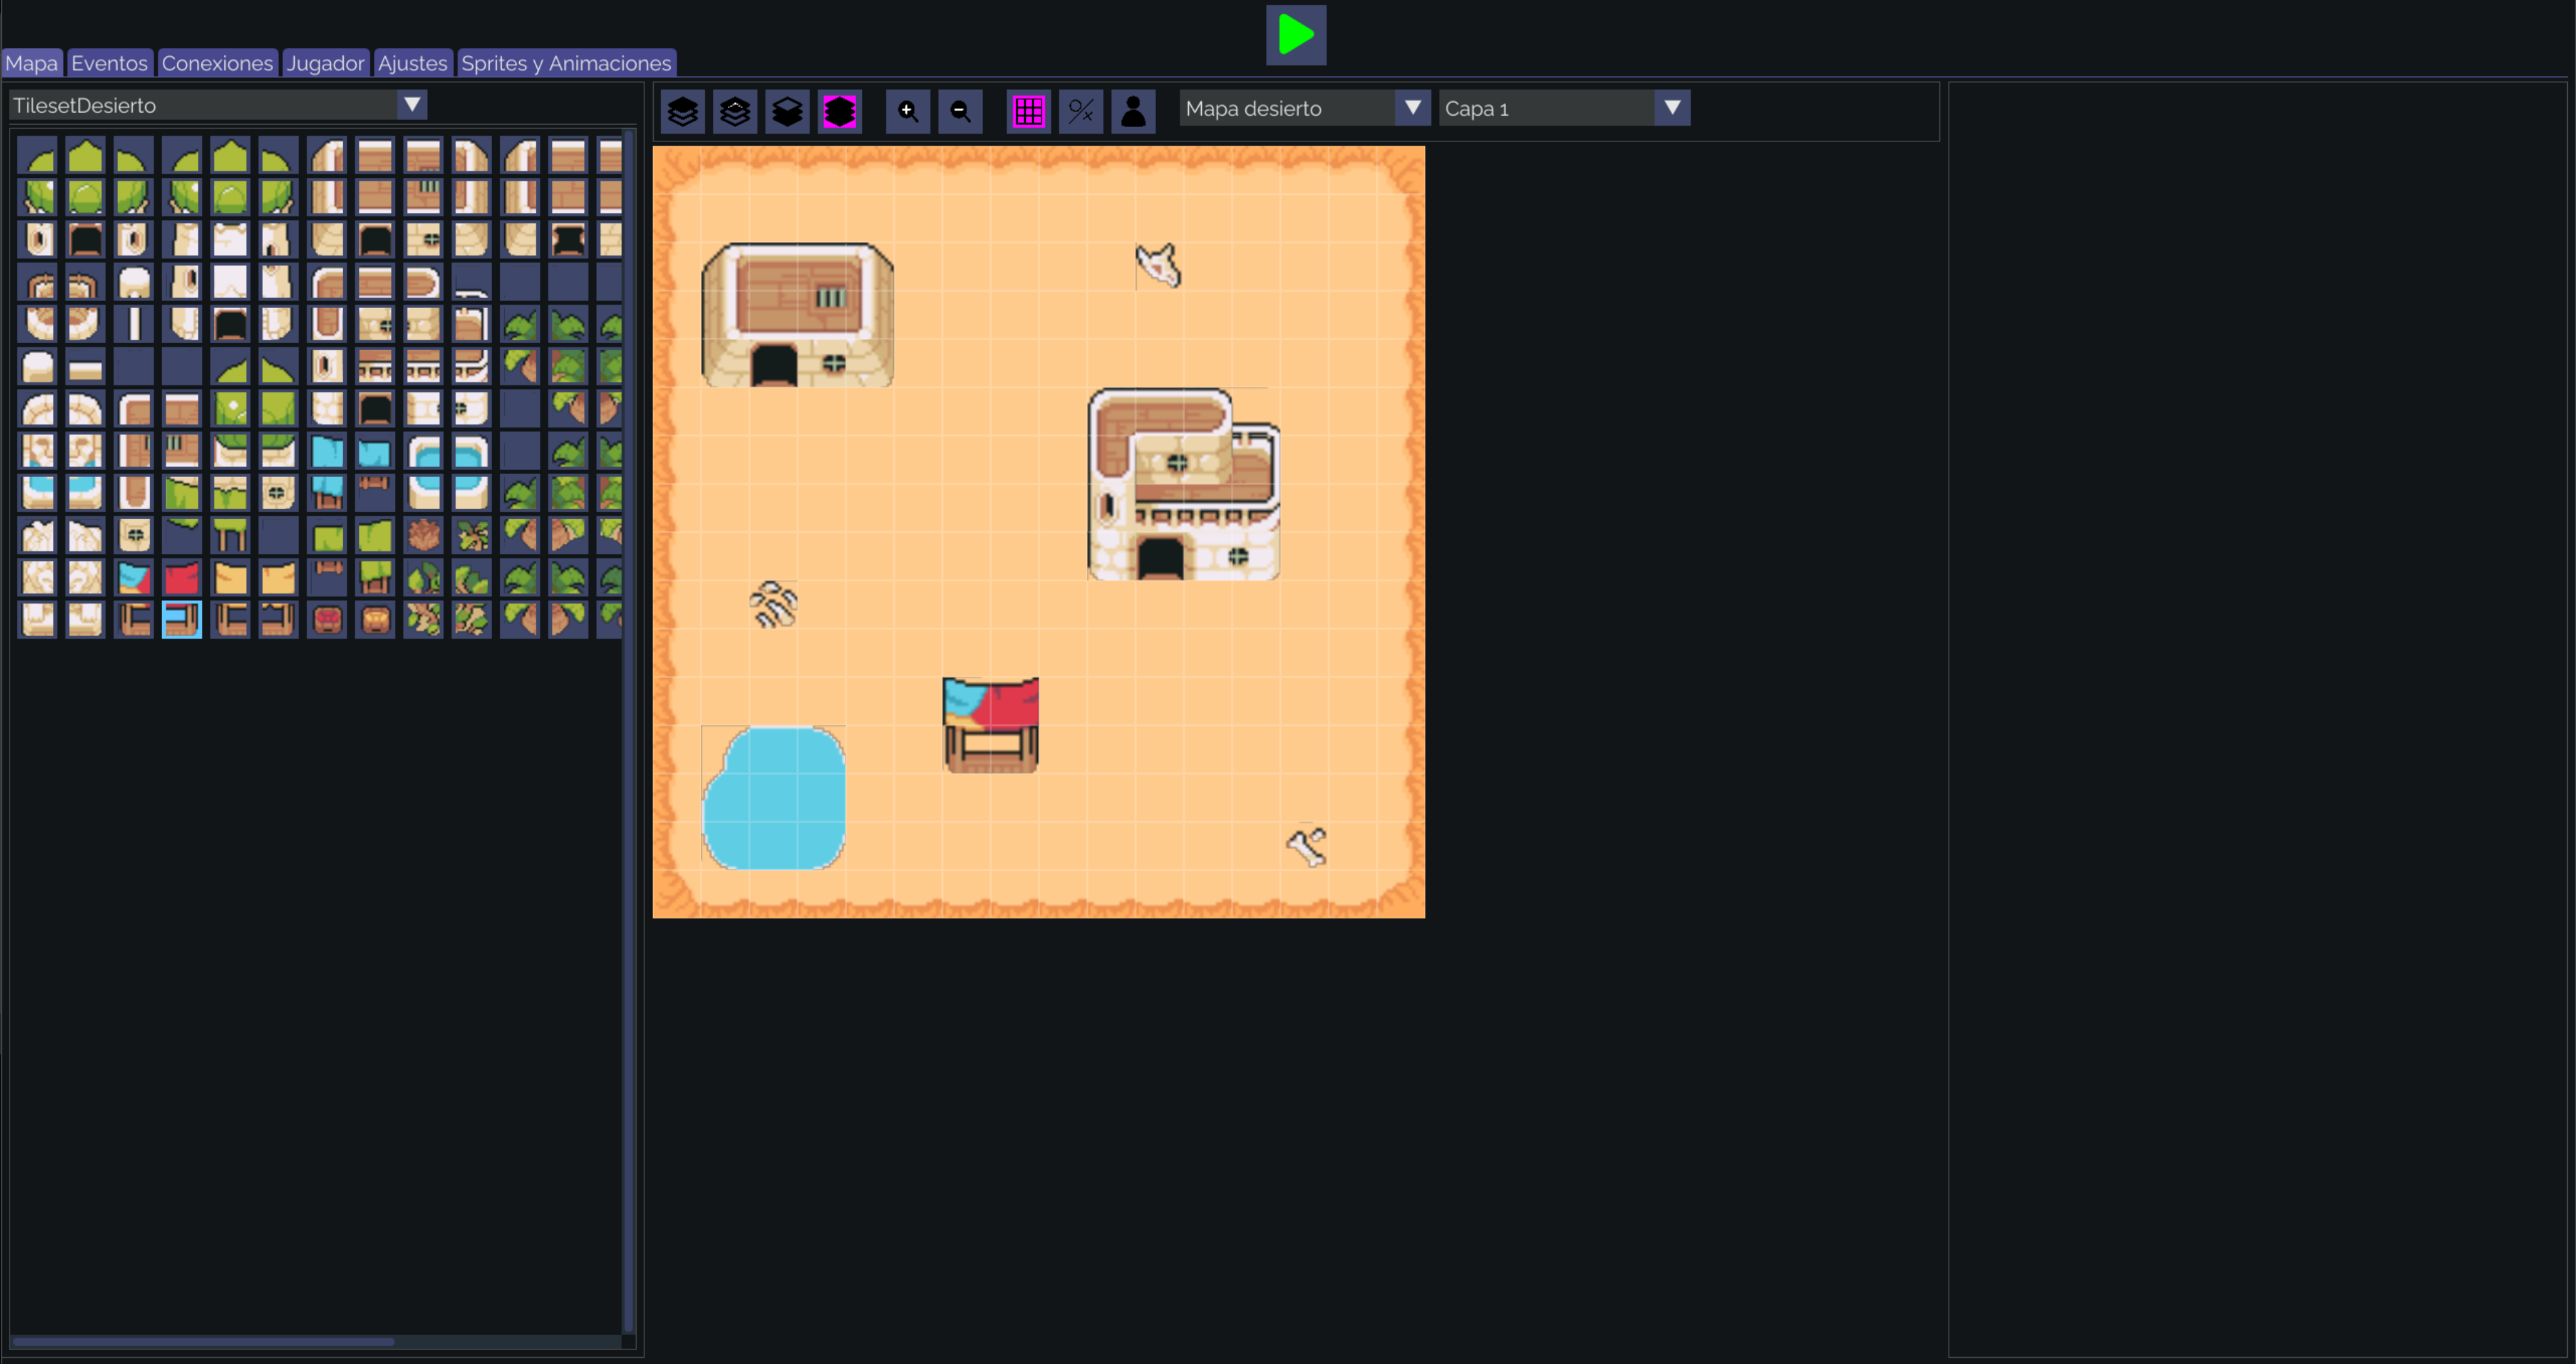 Mapa Eventos Conexiones Jugador Ajustes Sprites y Animaciones
TilesetDesierto
Mapa desierto
Capa 1